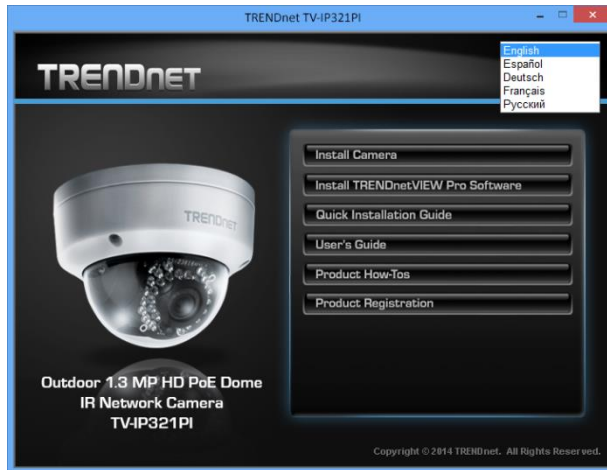 TRENDnet TV-IP321PI
TRENDNET
English
Español
Deutsch
Français
Русский
TRENDNET
Install Camera
Install TRENDnetVIEW Pro Software
Quick Installation Guide
User's Guide
Product How-Tos
Product Registration
Outdoor 1.3 MP HD PoE Dome
IR Network Camera
TV-IP321PI
Copyright © 2014 TRENDnet. All Rights Reserved.